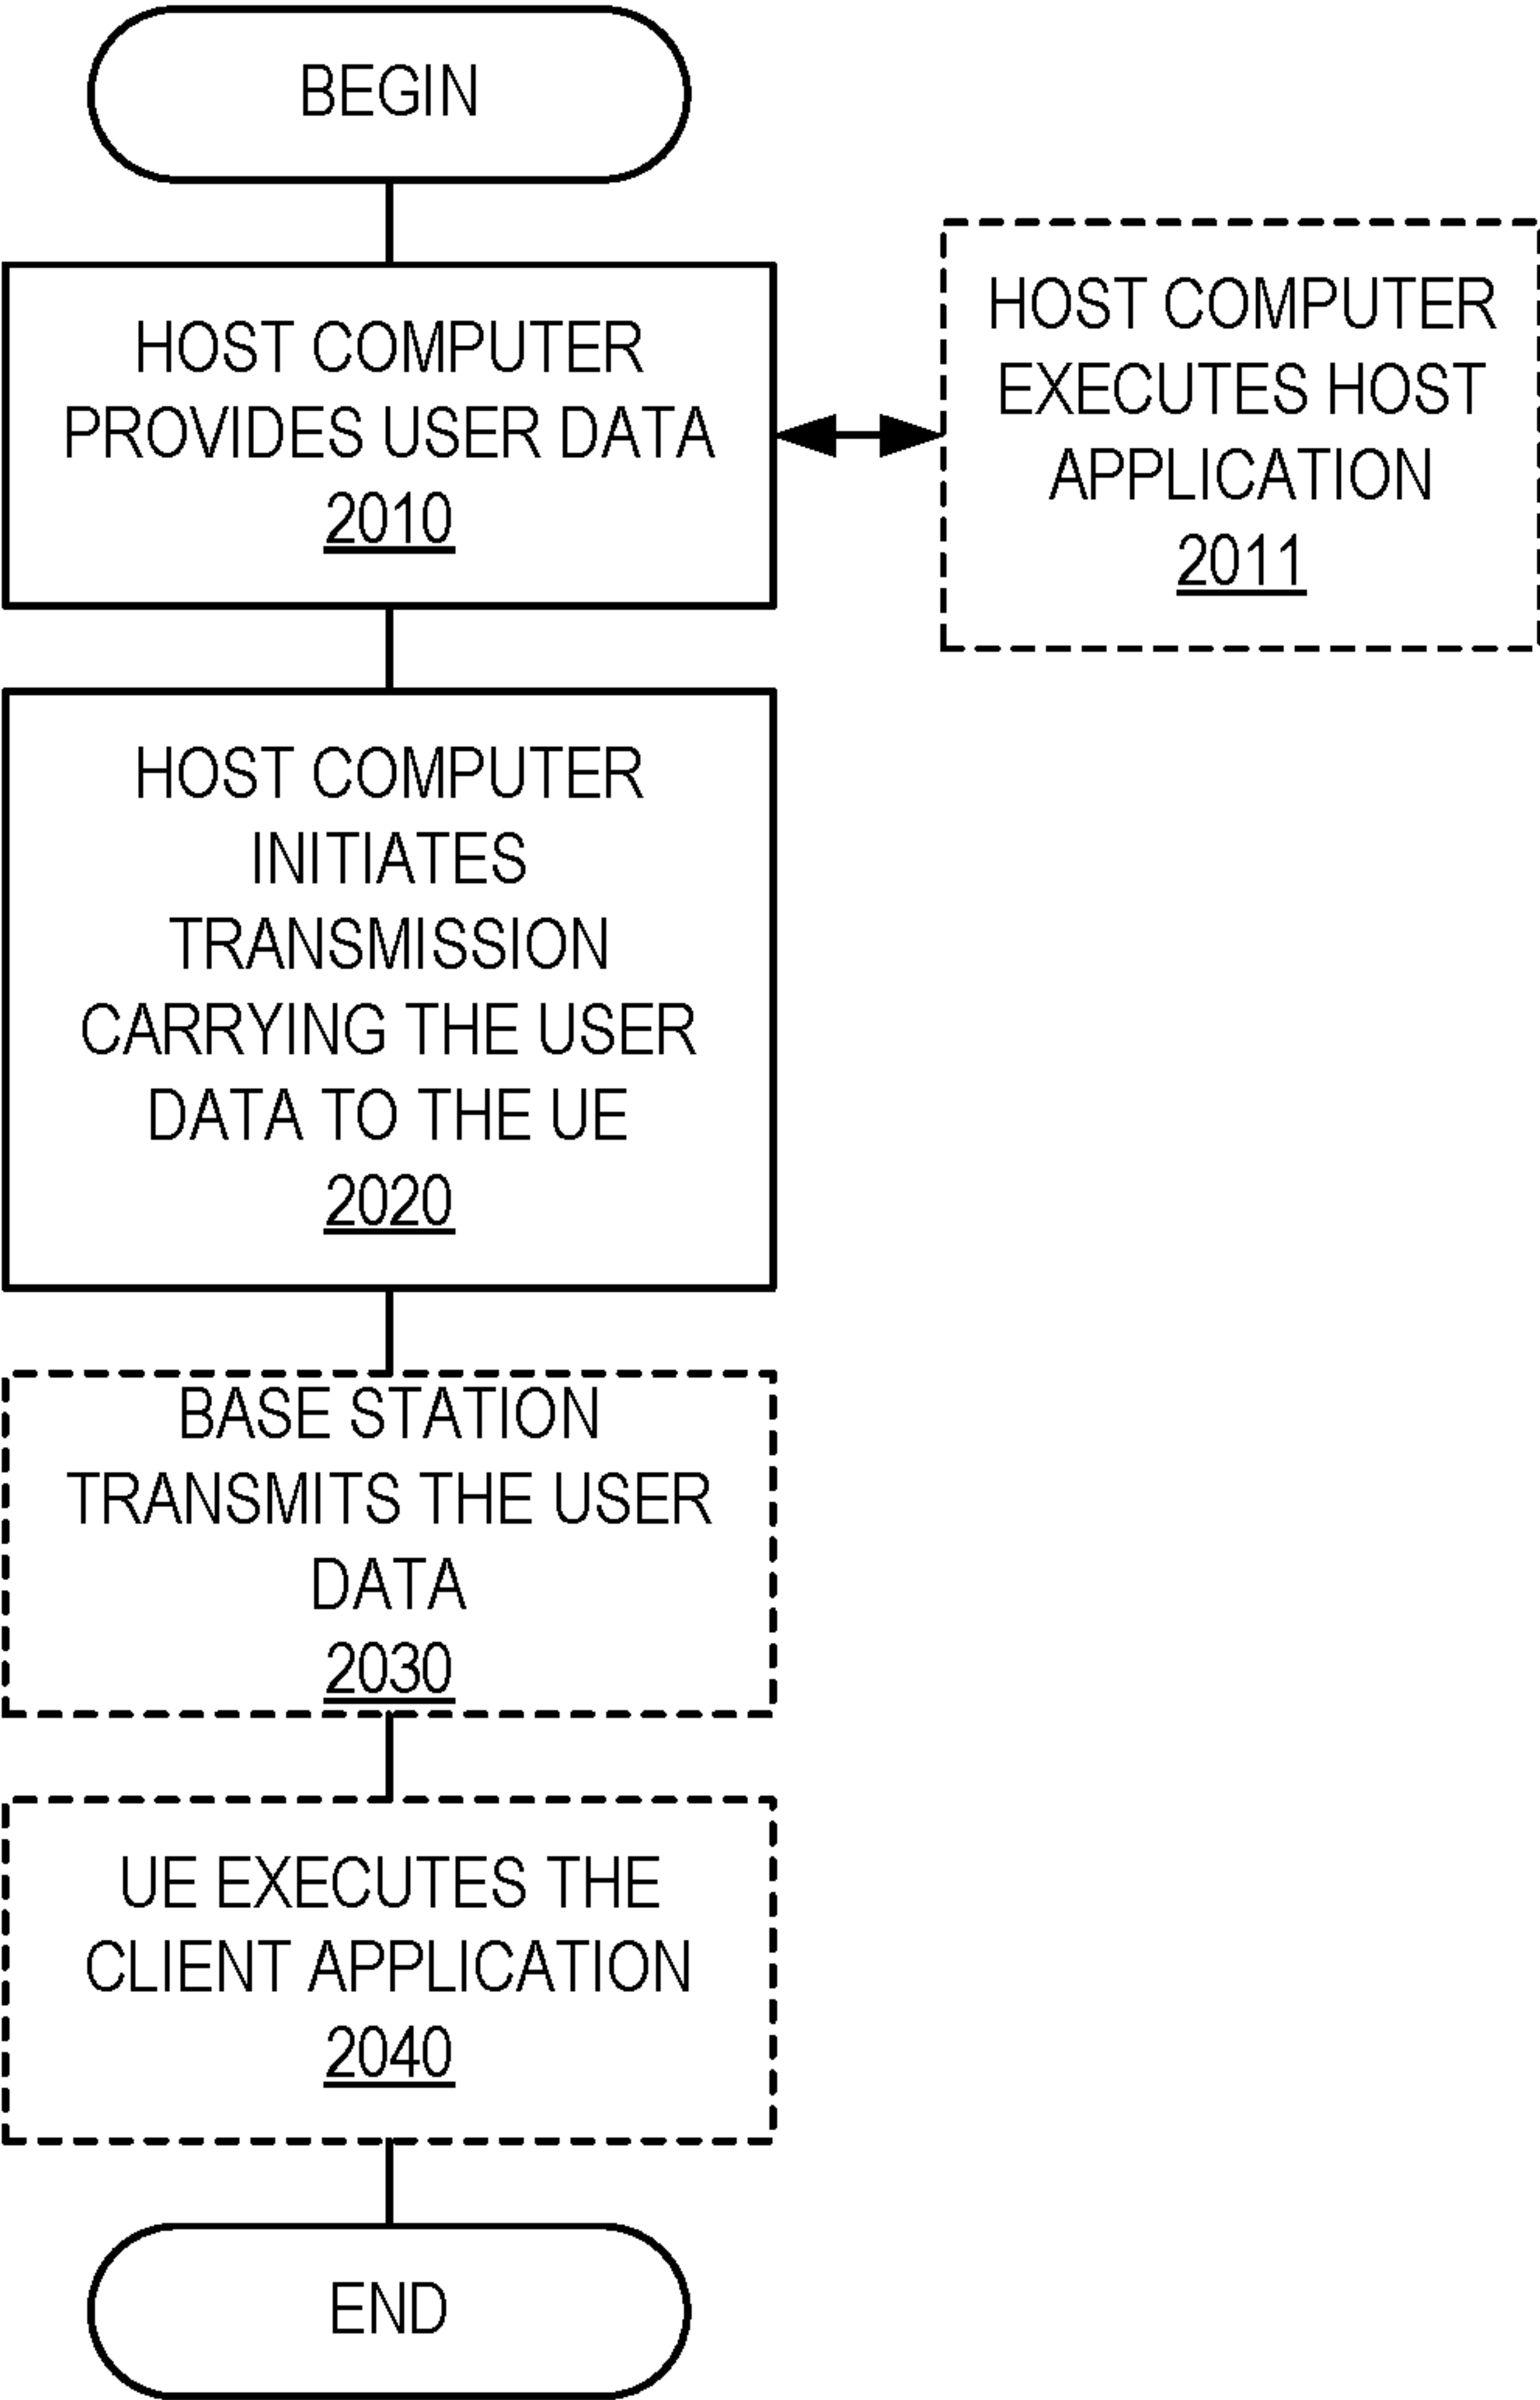 BEGIN
HOST COMPUTER
PROVIDES USER DATA
2010
HOST COMPUTER
EXECUTES HOST
APPLICATION
2011
HOST COMPUTER
INITIATES
TRANSMISSION
CARRYING THE USER
DATA TO THE UE
2020
BASE STATION
TRANSMITS THE USER
DATA
2030
UE EXECUTES THE
CLIENT APPLICATION
2040
END